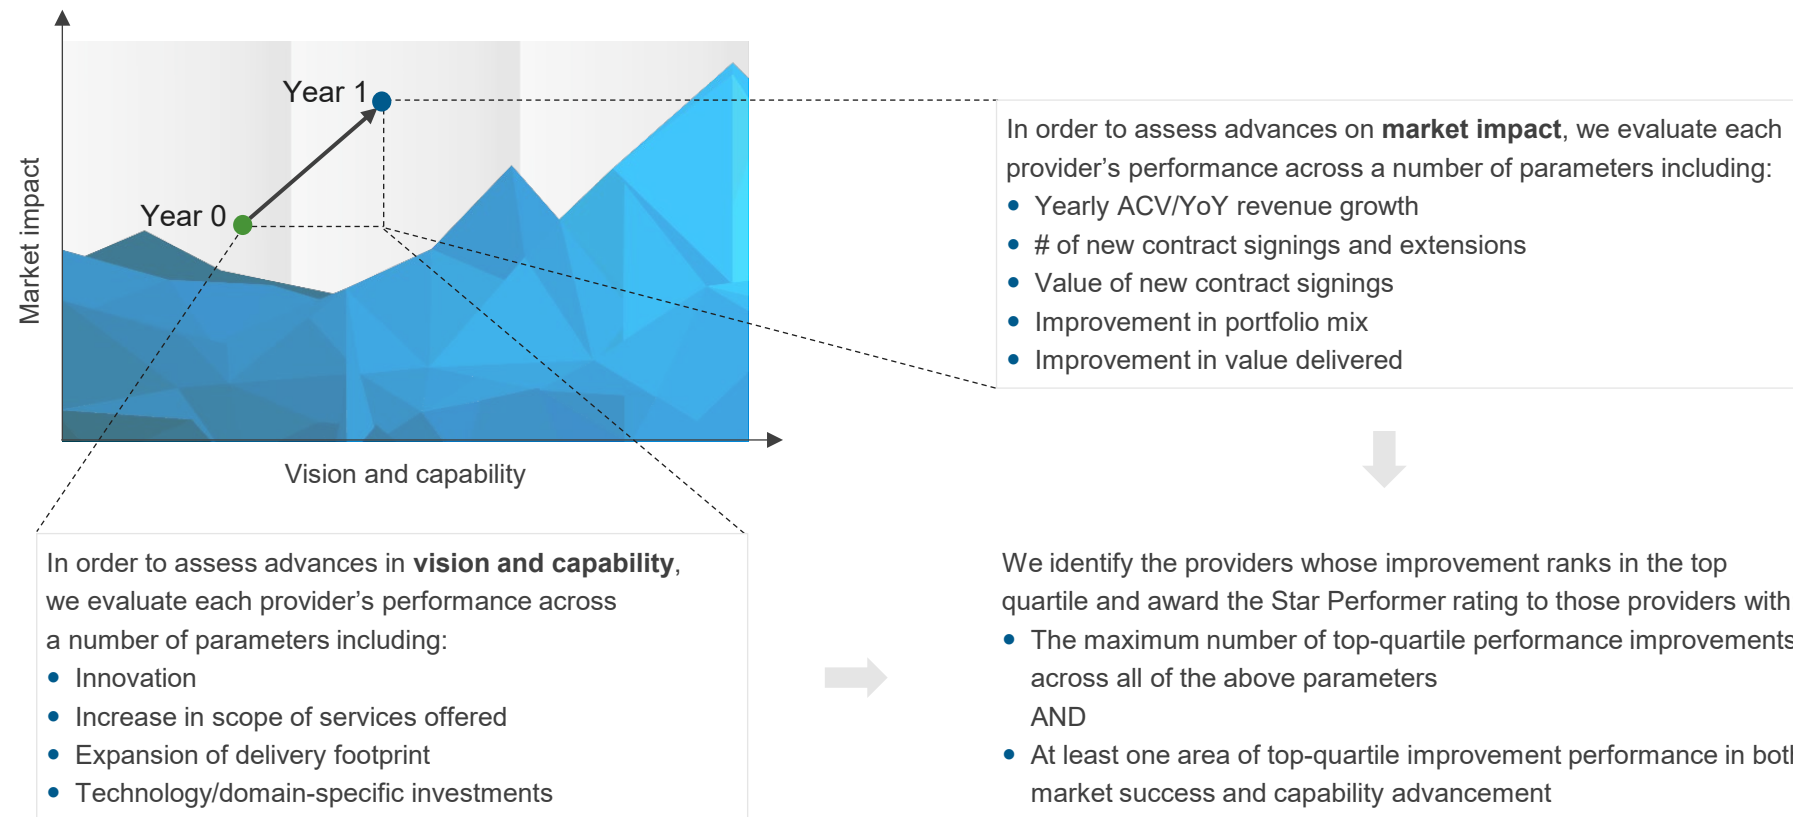 Year 1
Year 0
Market impact
Vision and capability
In order to assess advances on market impact, we evaluate each
provider’s performance across a number of parameters including:
• Yearly ACV/YoY revenue growth
• # of new contract signings and extensions
• Value of new contract signings
• Improvement in portfolio mix
• Improvement in value delivered
In order to assess advances in vision and capability,
we evaluate each provider’s performance across
a number of parameters including:
• Innovation
• Increase in scope of services offered
• Expansion of delivery footprint
• Technology/domain-specific investments
We identify the providers whose improvement ranks in the top
quartile and award the Star Performer rating to those providers with
• The maximum number of top-quartile performance improvements
across all of the above parameters
AND
• At least one area of top-quartile improvement performance in both
market success and capability advancement